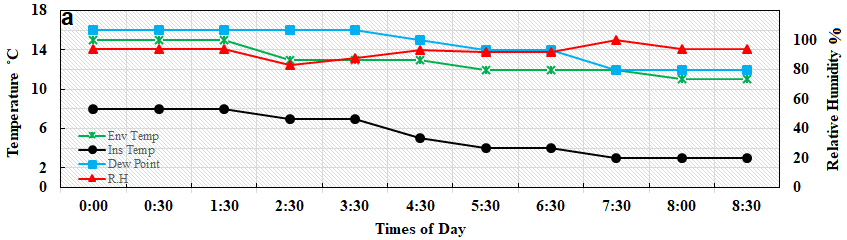 a
18
14
10
6
2
0
Temperature °C
100
80
60
40
20
0
Relative Humidity %
Env Temp
Ins Temp
Dew Point
R.H
0:00 0:30 1:30 2:30 3:30 4:30 5:30 6:30 7:30 8:00 8:30
Times of Day